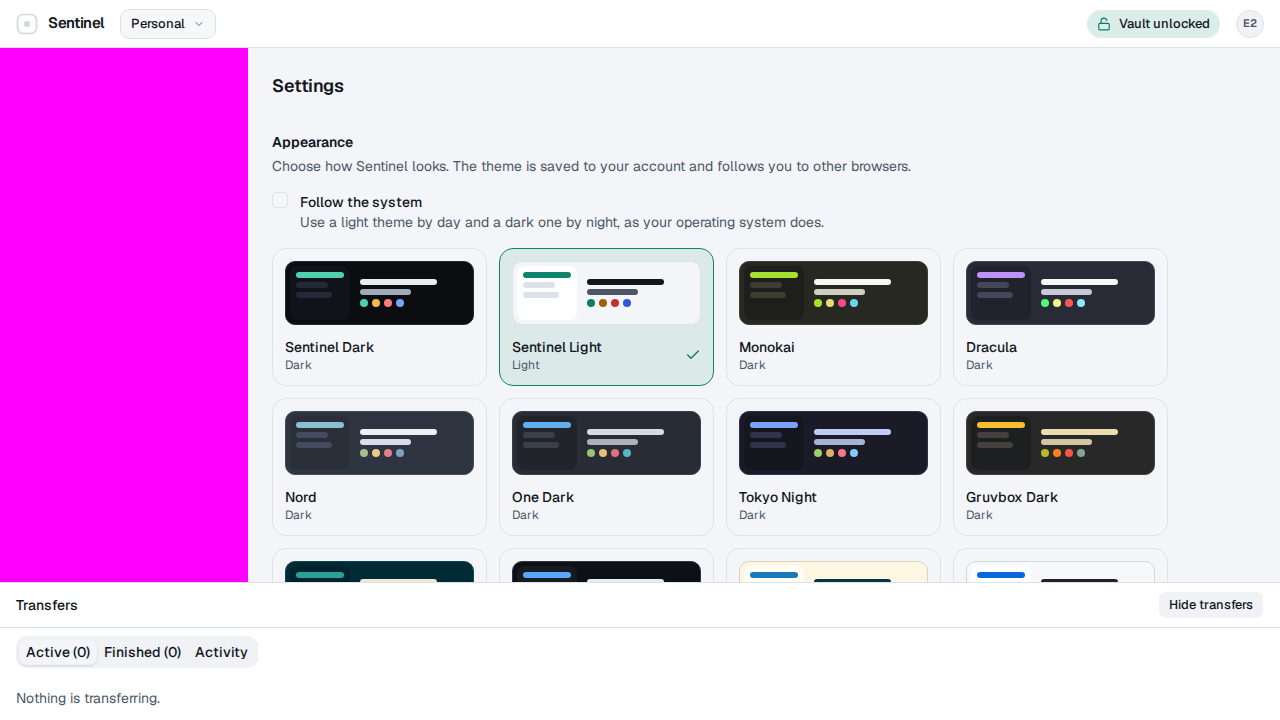 Sentinel
Personal
Vault unlocked
E2
Settings
Appearance
Choose how Sentinel looks. The theme is saved to your account and follows you to other browsers.
Follow the system
Use a light theme by day and a dark one by night, as your operating system does.
Sentinel Dark
Dark
Sentinel Light
Light
Monokai
Dark
Dracula
Dark
Nord
Dark
One Dark
Dark
Tokyo Night
Dark
Gruvbox Dark
Dark
Transfers
Hide transfers
Active (0)
Finished (0)
Activity
Nothing is transferring.